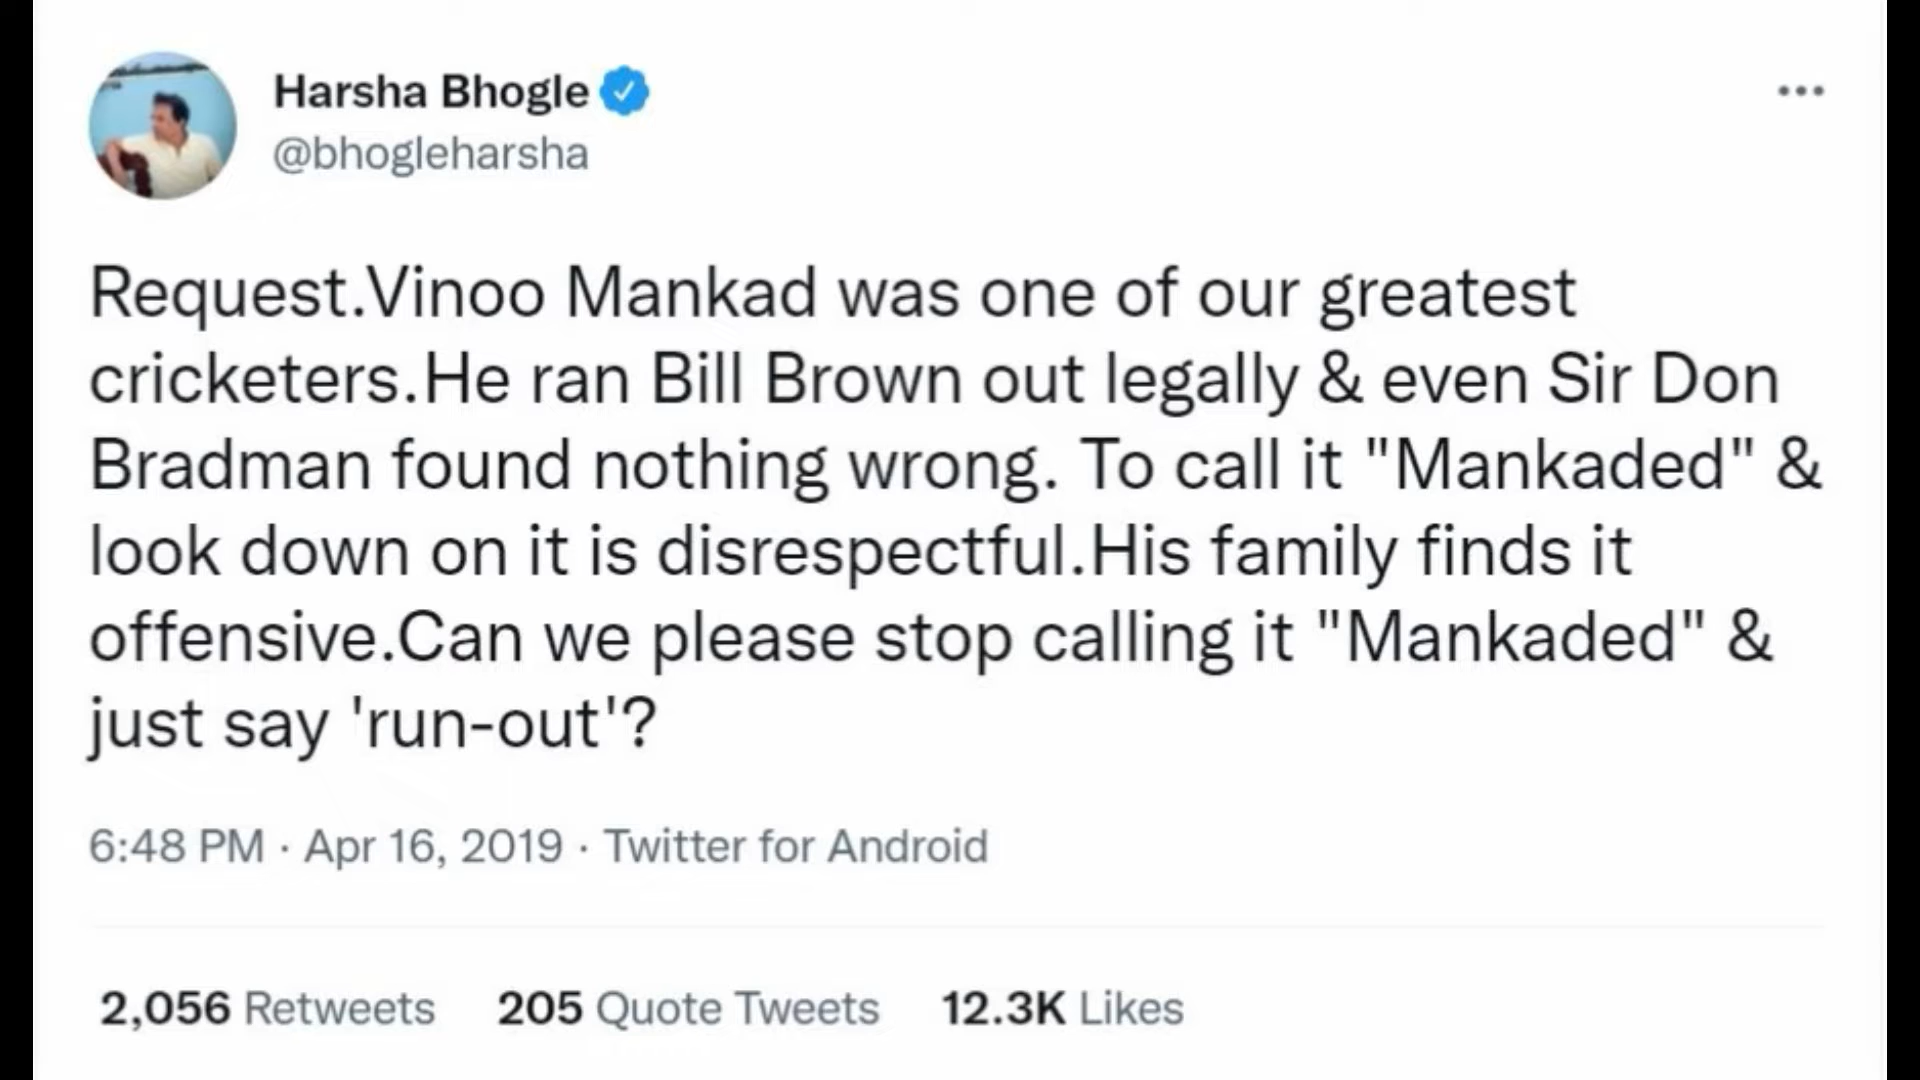 Harsha Bhogle
@bhogleharsha
Request.Vinoo Mankad was one of our greatest
cricketers.He ran Bill Brown out legally & even Sir Don
Bradman found nothing wrong. To call it "Mankaded" &
look down on it is disrespectful.His family finds it
offensive.Can we please stop calling it "Mankaded" &
just say 'run-out'?
6:48 PM · Apr 16, 2019 · Twitter for Android
2,056 Retweets 205 Quote Tweets 12.3K Likes